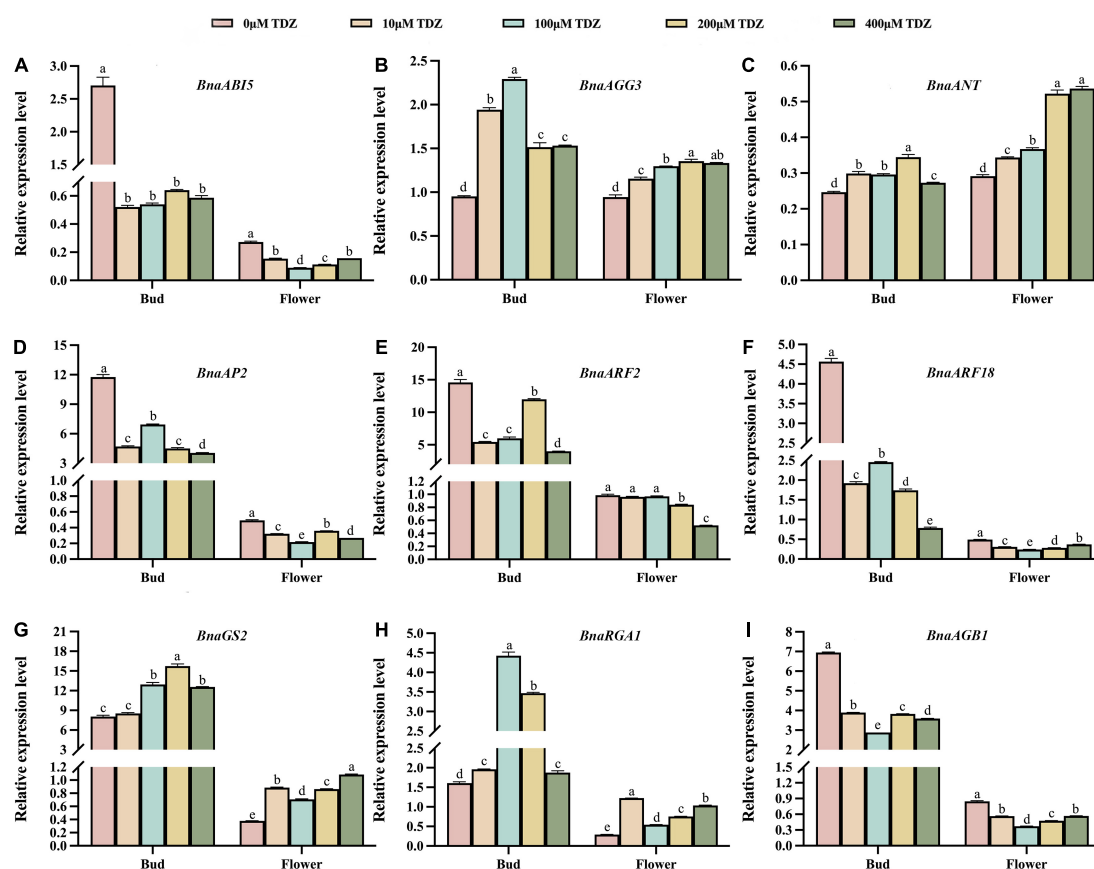 0μM TDZ 10μM TDZ 100μM TDZ 200μM TDZ 400μM TDZ
A
BnaABI5
Relative expression level
3.0
2.5
2.0
1.5
0.6
0.4
0.2
0.0
a b b b b
a b d c b
Bud Flower
B
BnaAGG3
Relative expression level
2.5
2.0
1.5
1.0
0.5
0.0
d b a c c
d c b a ab
Bud Flower
C
BnaANT
Relative expression level
0.6
0.5
0.4
0.3
0.2
0.1
0.0
d b b a c
d c b a a
Bud Flower
D
BnaAP2
Relative expression level
15
12
9
6
3
1.0
0.8
0.6
0.4
0.2
0.0
a c b c d
a c e b d
Bud Flower
E
BnaARF2
Relative expression level
20
15
10
5
1.2
1.0
0.8
0.6
0.4
0.2
0.0
a c c b d
a a a b c
Bud Flower
F
BnaARF18
Relative expression level
5.0
4.5
4.0
3.5
3.0
2.5
2.5
2.0
1.5
1.0
0.5
0.0
a c b d e
a c e d b
Bud Flower
G
BnaGS2
Relative expression level
21
18
15
12
9
6
3
1.2
1.0
0.8
0.6
0.4
0.2
0.0
c c b a b
e b d c a
Bud Flower
H
BnaRGA1
Relative expression level
4.5
4.0
3.5
3.0
2.5
2.0
1.5
1.0
0.5
0.0
d c a b c
e a d c b
Bud Flower
I
BnaAGB1
Relative expression level
8
7
6
5
4
3
2
1.5
1.2
0.9
0.6
0.3
0.0
a b e c d
a b d c b
Bud Flower